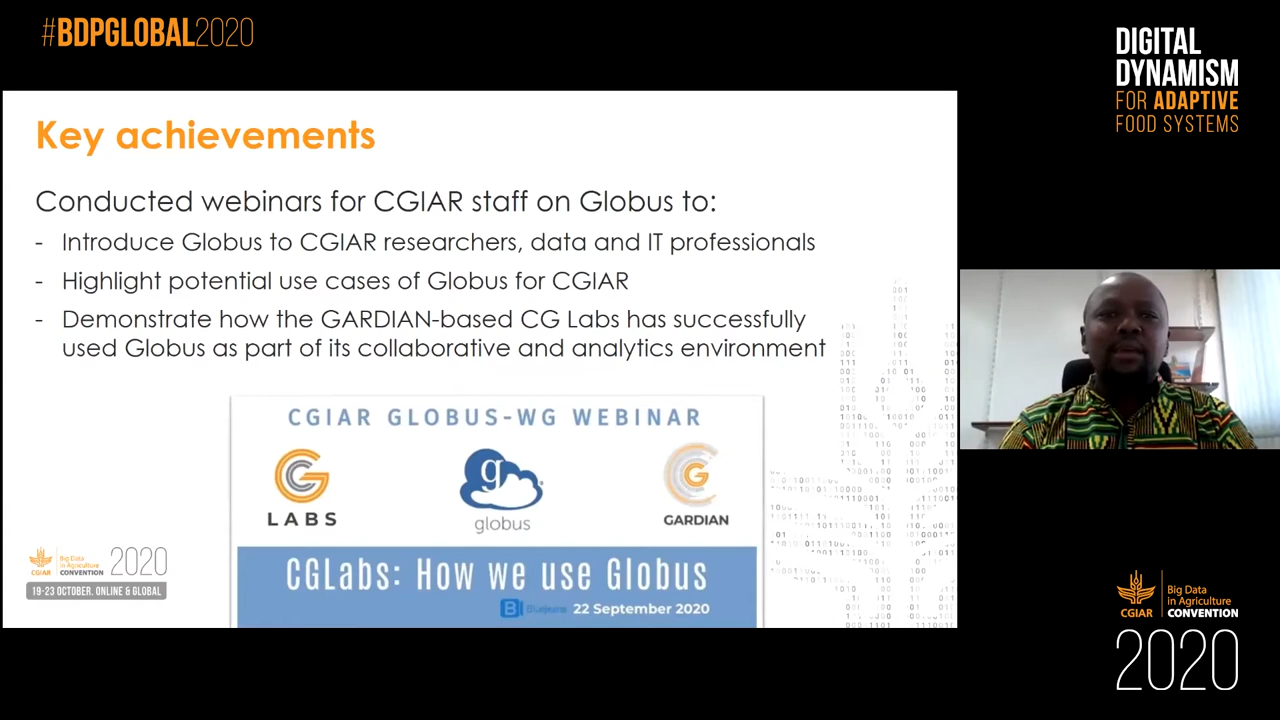 #BDPGLOBAL2020
DIGITAL
DYNAMISM
FOR ADAPTIVE
FOOD SYSTEMS
Key achievements
Conducted webinars for CGIAR staff on Globus to:
- Introduce Globus to CGIAR researchers, data and IT professionals
- Highlight potential use cases of Globus for CGIAR
- Demonstrate how the GARDIAN-based CG Labs has successfully
used Globus as part of its collaborative and analytics environment
CGIAR GLOBUS-WG WEBINAR
LABS
globus
GARDIAN
CGLabs: How we use Globus
BlueJeans 22 September 2020
CGIAR
Big Data
in Agriculture
CONVENTION
2020
19-23 OCTOBER. ONLINE & GLOBAL
CGIAR
Big Data
in Agriculture
CONVENTION
2020